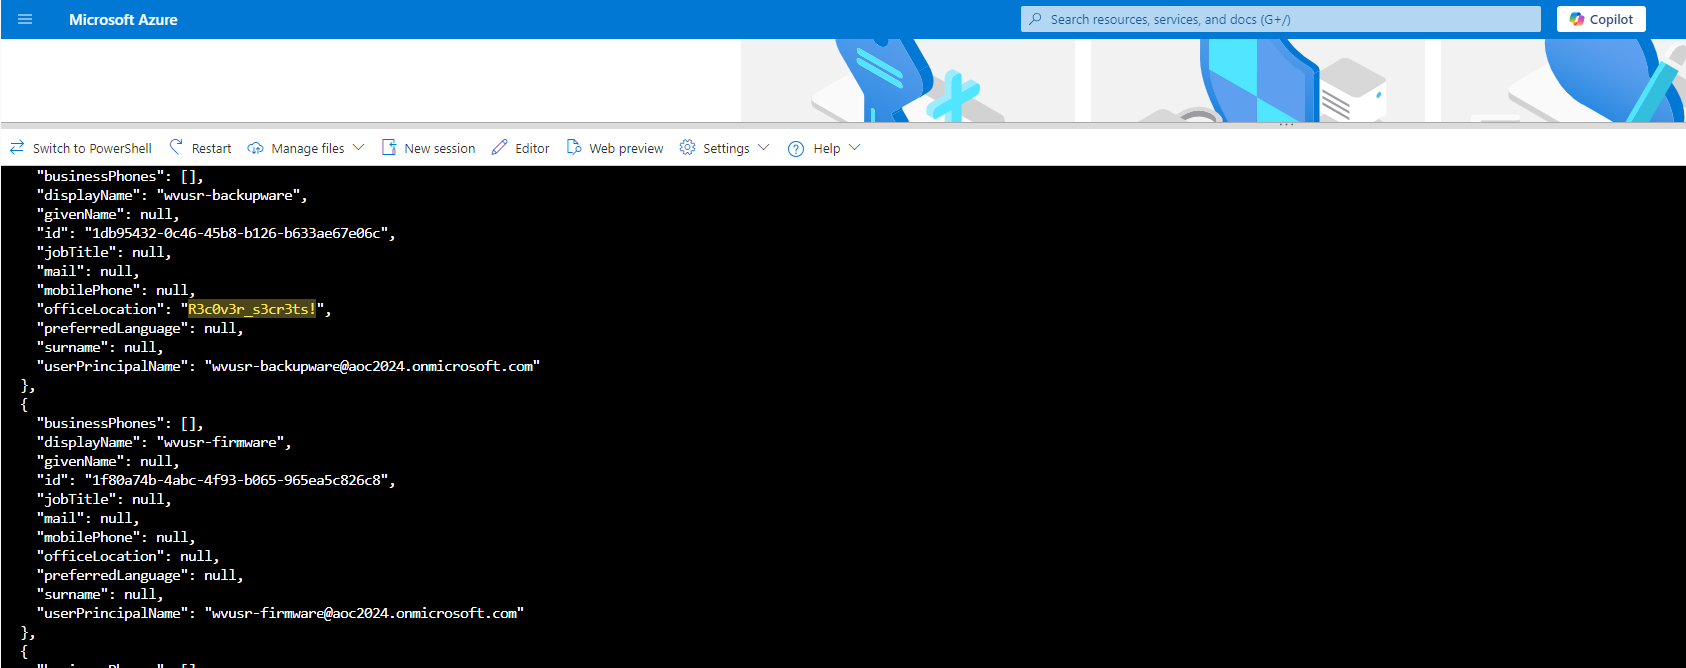 Microsoft Azure
Search resources, services, and docs (G+/)
Copilot
Switch to PowerShell Restart Manage files New session Editor Web preview Settings Help
"businessPhones": [],
"displayName": "wvusr-backupware",
"givenName": null,
"id": "1db95432-0c46-45b8-b126-b633ae67e06c",
"jobTitle": null,
"mail": null,
"mobilePhone": null,
"officeLocation": "R3c0v3r_s3cr3ts!",
"preferredLanguage": null,
"surname": null,
"userPrincipalName": "wvusr-backupware@aoc2024.onmicrosoft.com"
},
{
"businessPhones": [],
"displayName": "wvusr-firmware",
"givenName": null,
"id": "1f80a74b-4abc-4f93-b065-965ea5c826c8",
"jobTitle": null,
"mail": null,
"mobilePhone": null,
"officeLocation": null,
"preferredLanguage": null,
"surname": null,
"userPrincipalName": "wvusr-firmware@aoc2024.onmicrosoft.com"
},
{
"businessPhones": [],